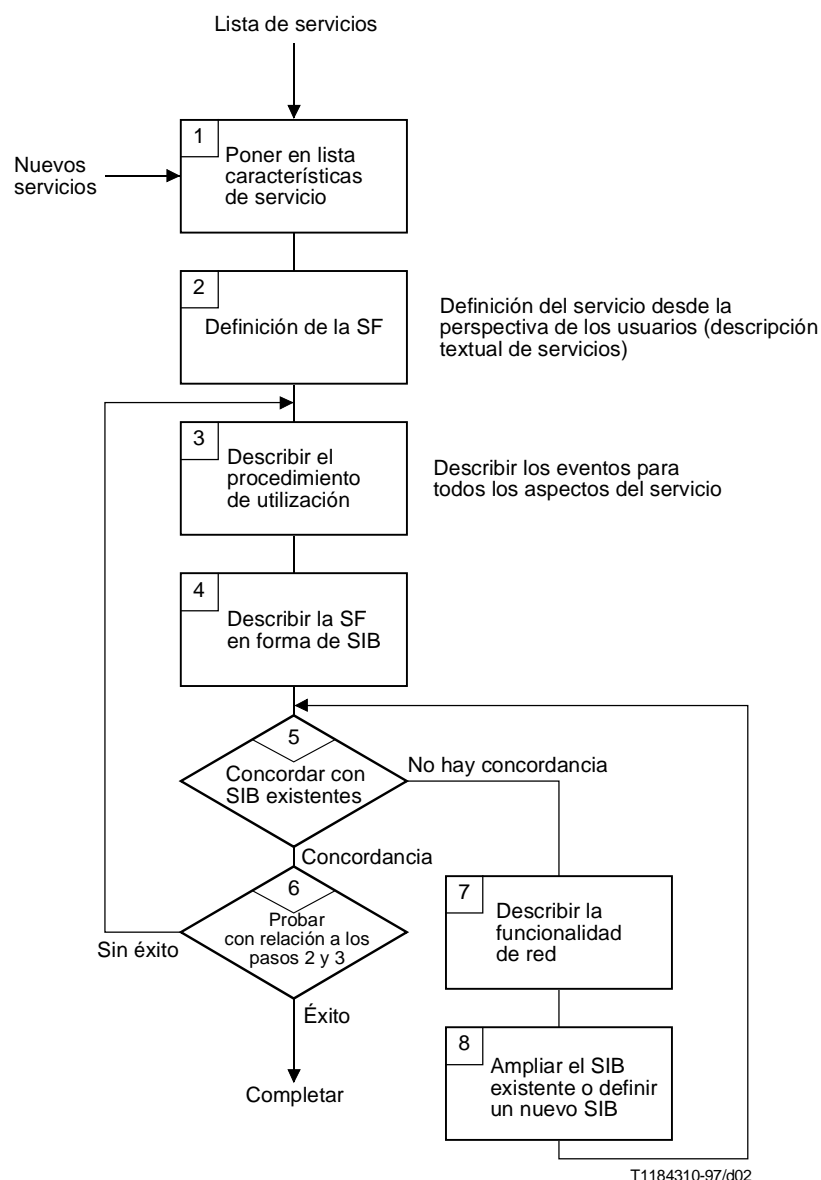 Lista de servicios
1
Poner en lista
características
de servicio
Nuevos
servicios
2
Definición de la SF
Definición del servicio desde la
perspectiva de los usuarios (descripción
textual de servicios)
3
Describir el
procedimiento
de utilización
Describir los eventos para
todos los aspectos del servicio
4
Describir la SF
en forma de SIB
5
Concordar con
SIB existentes
No hay concordancia
Concordancia
6
Probar
con relación a los
pasos 2 y 3
Sin éxito
Éxito
Completar
7
Describir la
funcionalidad
de red
8
Ampliar el SIB
existente o definir
un nuevo SIB
T1184310-97/d02